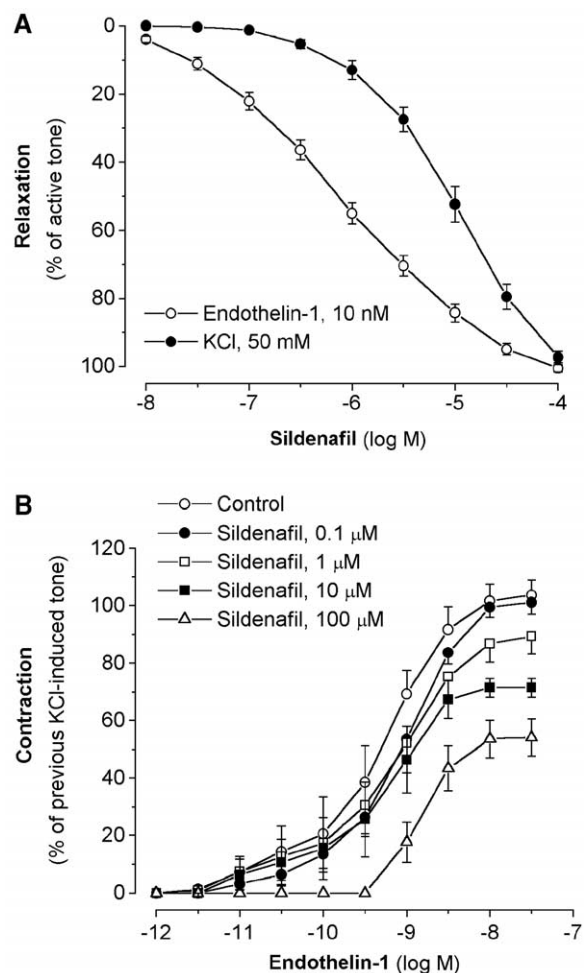 A
Relaxation
(% of active tone)
0
20
40
60
80
100
Endothelin-1, 10 nM
KCl, 50 mM
-8 -7 -6 -5 -4
Sildenafil (log M)
B
Control
Sildenafil, 0.1 μM
Sildenafil, 1 μM
Sildenafil, 10 μM
Sildenafil, 100 μM
Contraction
(% of previous KCl-induced tone)
120
100
80
60
40
20
0
-12 -11 -10 -9 -8 -7
Endothelin-1 (log M)